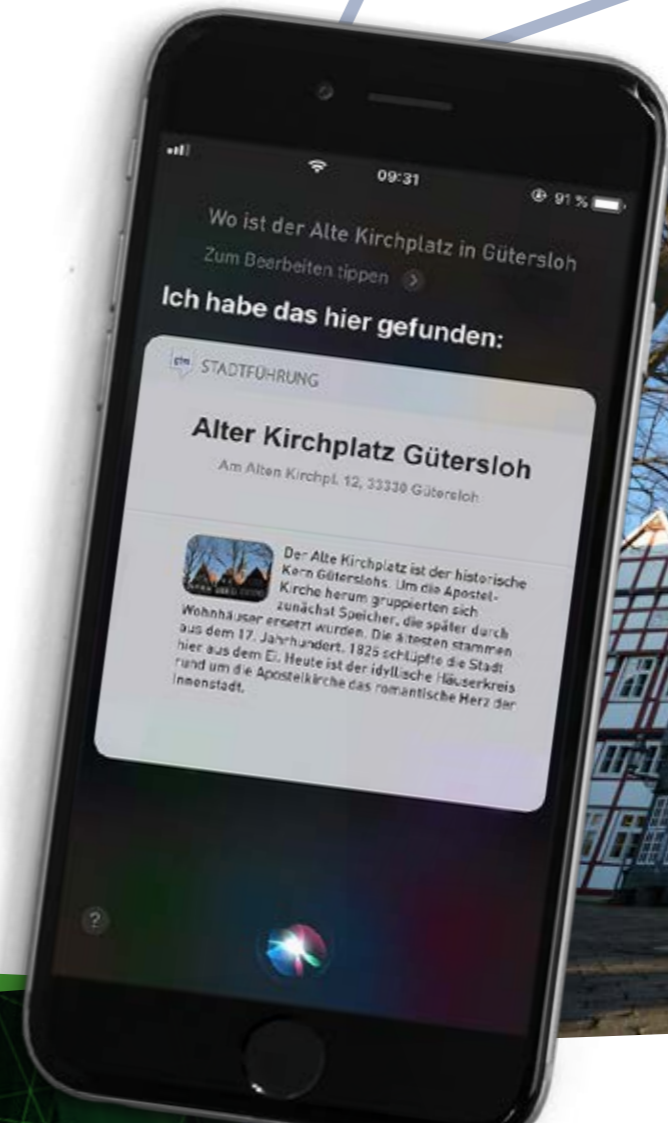 09:31
91 %
Wo ist der Alte Kirchplatz in Gütersloh
Zum Bearbeiten tippen
Ich habe das hier gefunden:
gtm STADTFÜHRUNG
Alter Kirchplatz Gütersloh
Am Alten Kirchpl. 12, 33330 Gütersloh
Der Alte Kirchplatz ist der historische
Kern Güterslohs. Um die Apostel-
Kirche herum gruppierten sich
zunächst Speicher, die später durch
Wohnhäuser ersetzt wurden. Die ältesten stammen
aus dem 17. Jahrhundert. 1825 schlüpfte die Stadt
hier aus dem Ei. Heute ist der idyllische Häuserkreis
rund um die Apostelkirche das romantische Herz der
Innenstadt.
?